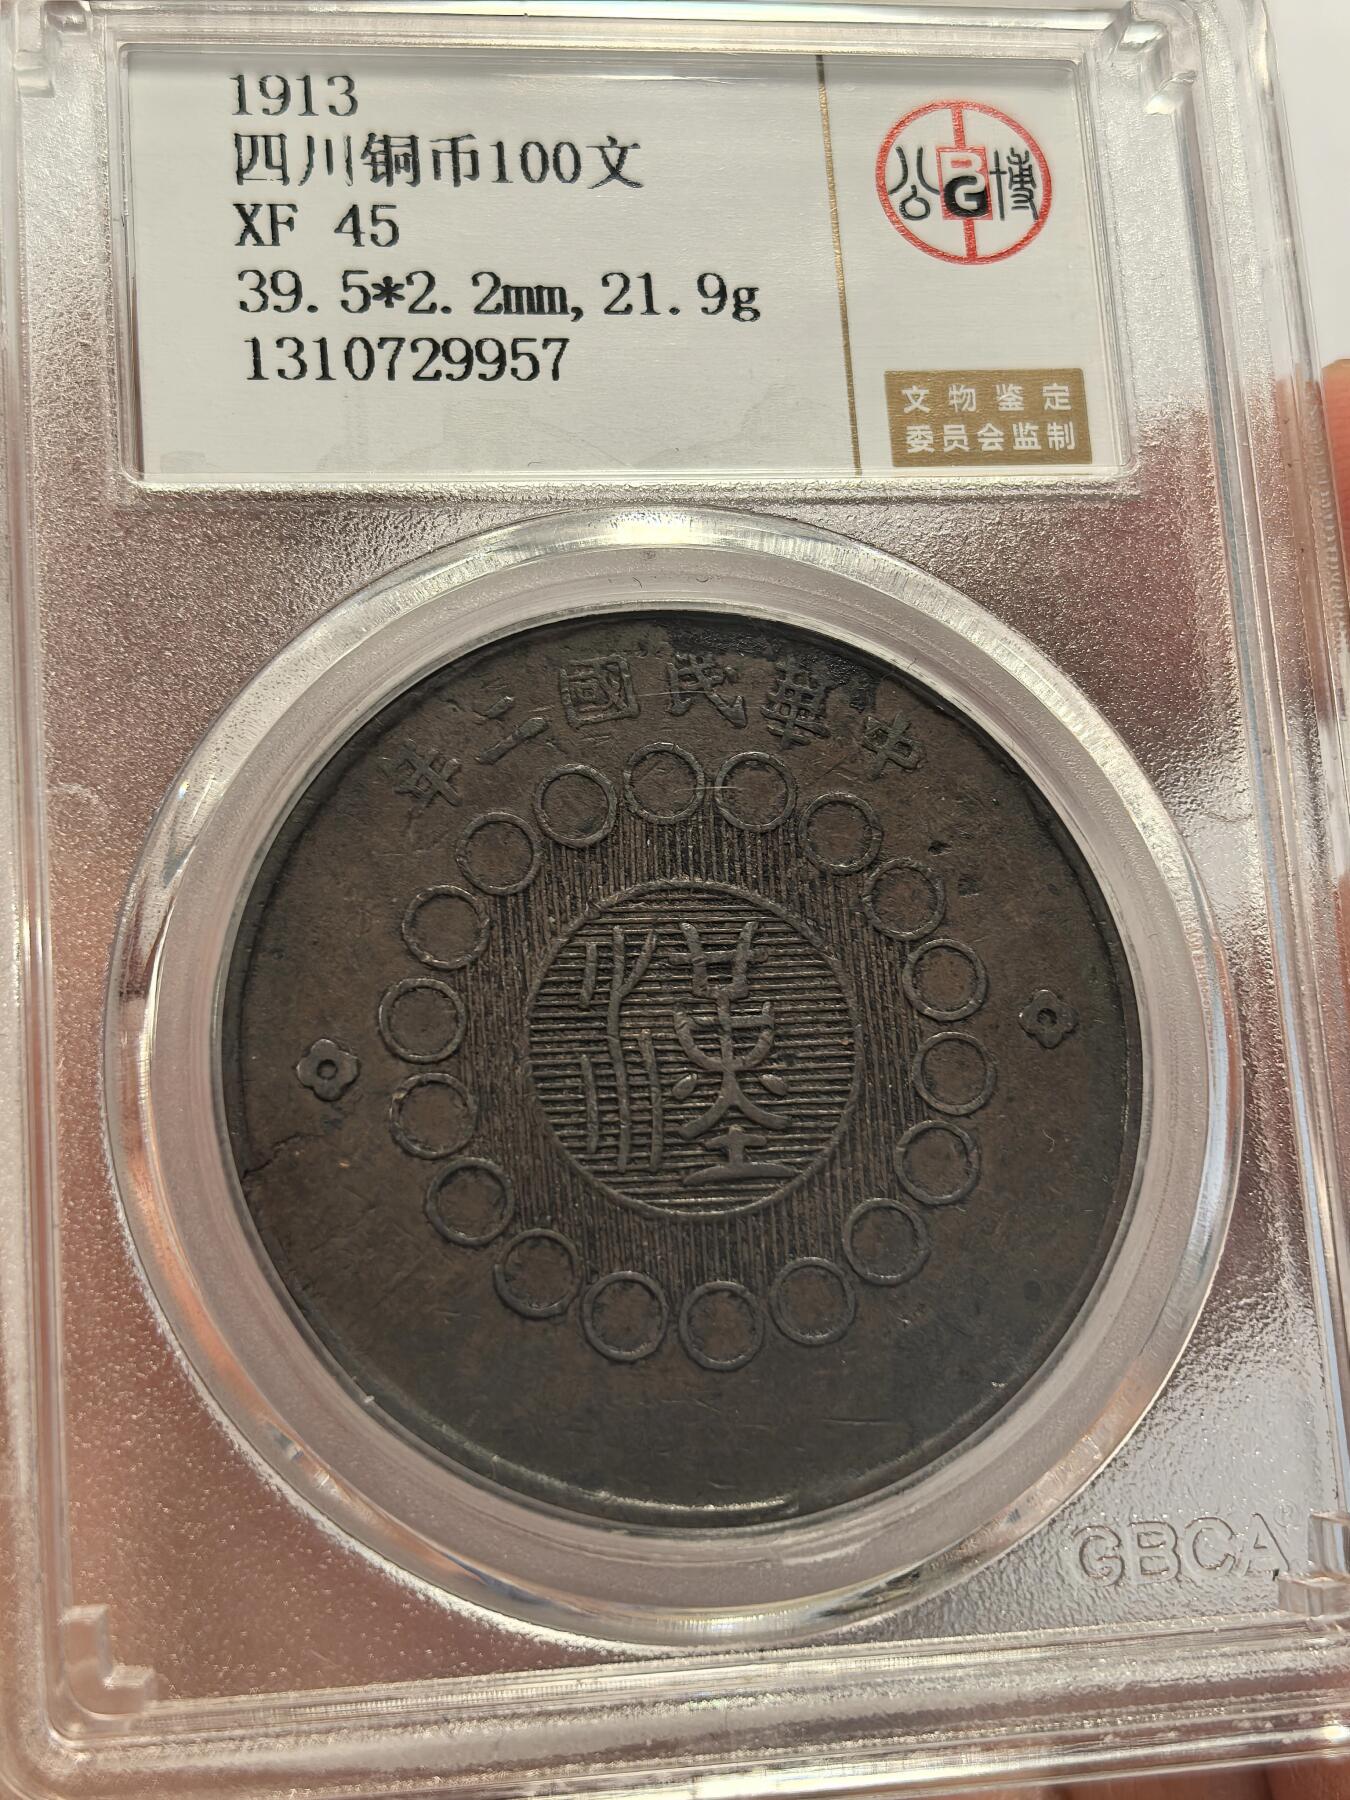 1913
四川铜币100文
XF 45
39.5*2.2mm,21.9g
1310729957
公博
BG
文物鉴定
委员会监制
年二國民華中
漢
GBCA